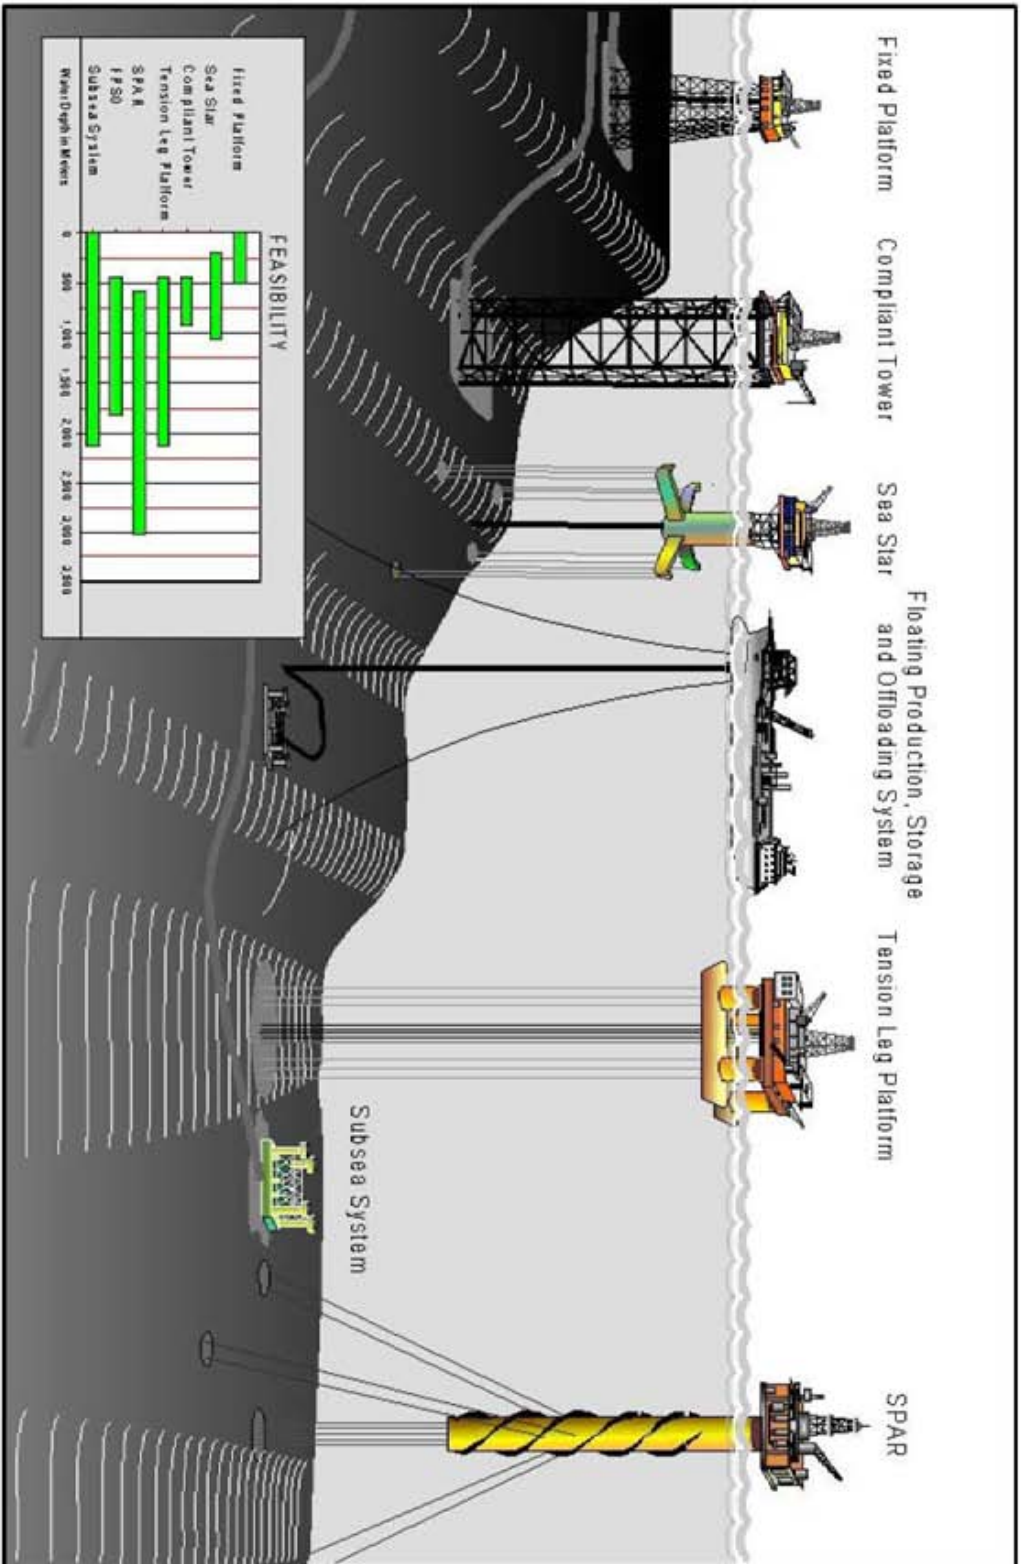 Fixed Platform
Compliant Tower
Sea Star
Floating Production, Storage
and Offloading System
Tension Leg Platform
SPAR
Subsea System
FEASIBILITY
Fixed Platform
Sea Star
Compliant Tower
Tension Leg Platform
SPAR
FPSO
Subsea System
Water Depth in Meters
0
500
1,000
1,500
2,000
2,500
3,000
3,500